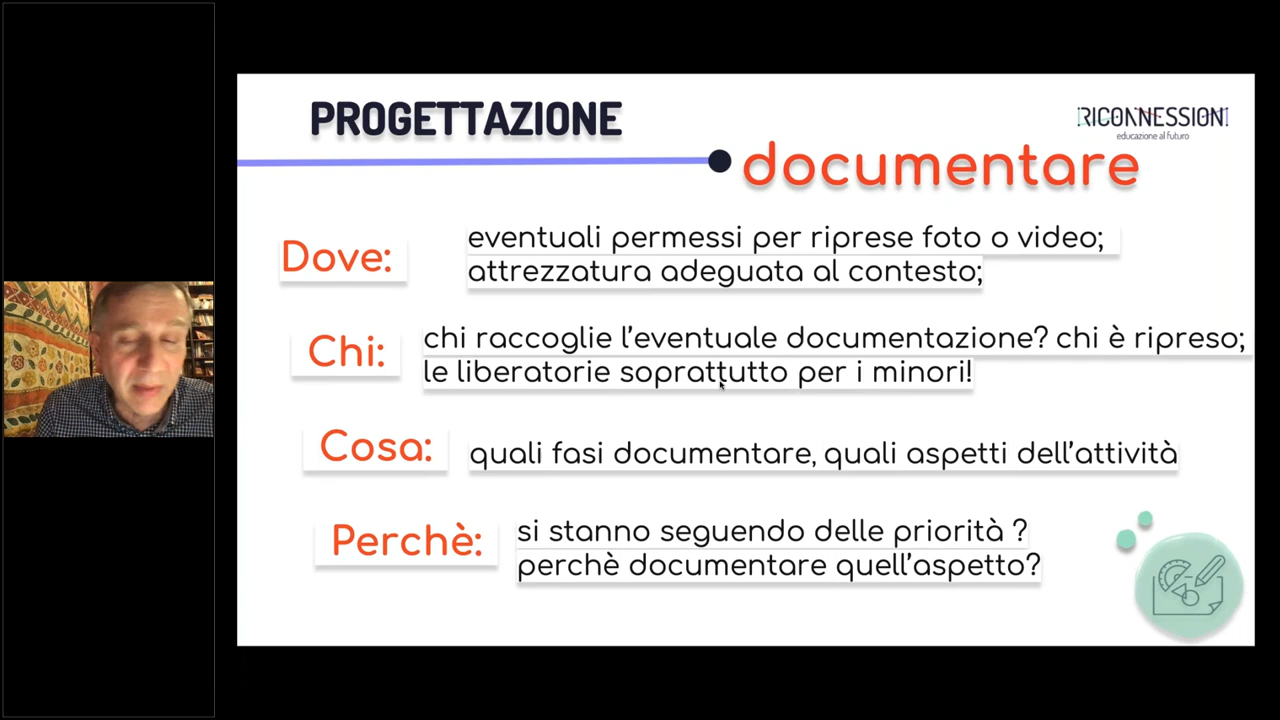 PROGETTAZIONE
RICONNESSIONI
educazione al futuro
documentare
Dove:
eventuali permessi per riprese foto o video;
attrezzatura adeguata al contesto;
Chi:
chi raccoglie l’eventuale documentazione? chi è ripreso;
le liberatorie soprattutto per i minori!
Cosa:
quali fasi documentare, quali aspetti dell’attività
Perchè:
si stanno seguendo delle priorità ?
perchè documentare quell’aspetto?